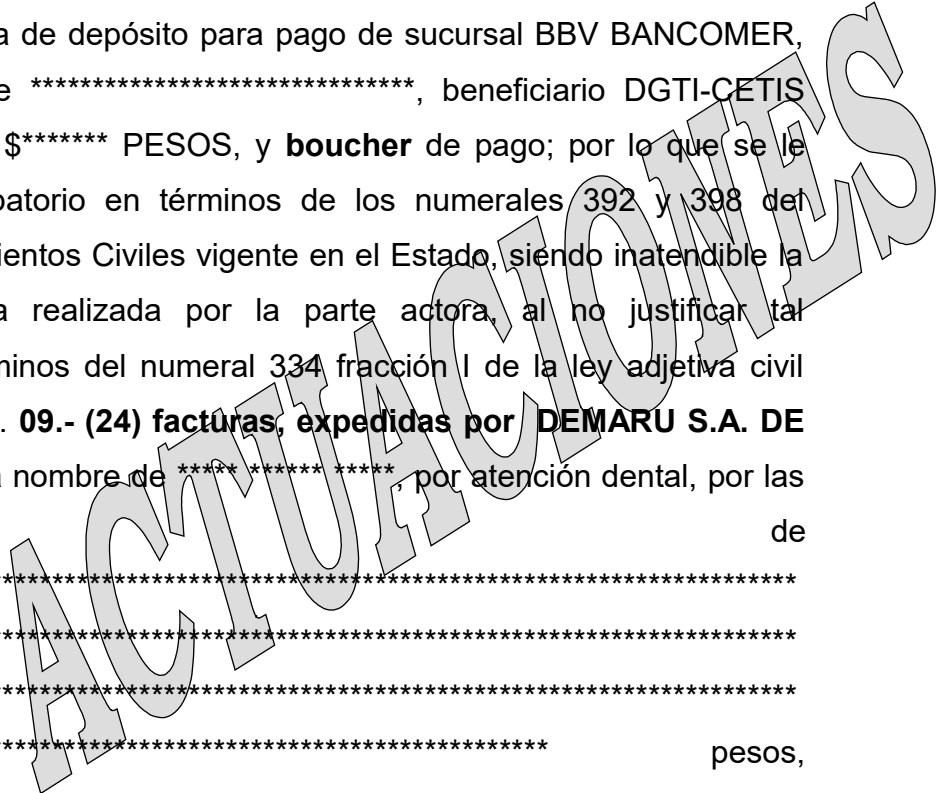 a de depósito para pago de sucursal BBV BANCOMER,
e *******************************, beneficiario DGTI-CETIS
$******* PESOS, y boucher de pago; por lo que se le
batorio en términos de los numerales 392 y 398 del
ientos Civiles vigente en el Estado, siendo inatendible la
a realizada por la parte actora, al no justificar tal
minos del numeral 334 fracción I de la ley adjetiva civil
. 09.- (24) facturas, expedidas por DEMARU S.A. DE
a nombre de ***** ****** *****, por atención dental, por las
de
*****************************************************************
*****************************************************************
*****************************************************************
********************************************* pesos,
ACTUACIONES